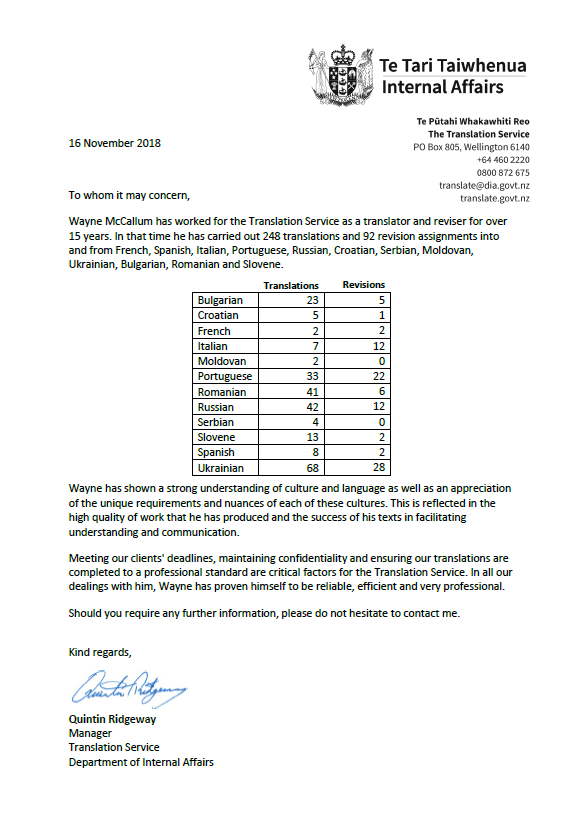 Te Tari Taiwhenua
Internal Affairs
Te Pūtahi Whakawhiti Reo
The Translation Service
PO Box 805, Wellington 6140
+64 460 2220
0800 872 675
translate@dia.govt.nz
translate.govt.nz
16 November 2018
To whom it may concern,
Wayne McCallum has worked for the Translation Service as a translator and reviser for over
15 years. In that time he has carried out 248 translations and 92 revision assignments into
and from French, Spanish, Italian, Portuguese, Russian, Croatian, Serbian, Moldovan,
Ukrainian, Bulgarian, Romanian and Slovene.
Translations Revisions
Bulgarian 23 5
Croatian 5 1
French 2 2
Italian 7 12
Moldovan 2 0
Portuguese 33 22
Romanian 41 6
Russian 42 12
Serbian 4 0
Slovene 13 2
Spanish 8 2
Ukrainian 68 28
Wayne has shown a strong understanding of culture and language as well as an appreciation
of the unique requirements and nuances of each of these cultures. This is reflected in the
high quality of work that he has produced and the success of his texts in facilitating
understanding and communication.
Meeting our clients' deadlines, maintaining confidentiality and ensuring our translations are
completed to a professional standard are critical factors for the Translation Service. In all our
dealings with him, Wayne has proven himself to be reliable, efficient and very professional.
Should you require any further information, please do not hesitate to contact me.
Kind regards,
Quintin Ridgeway
Quintin Ridgeway
Manager
Translation Service
Department of Internal Affairs